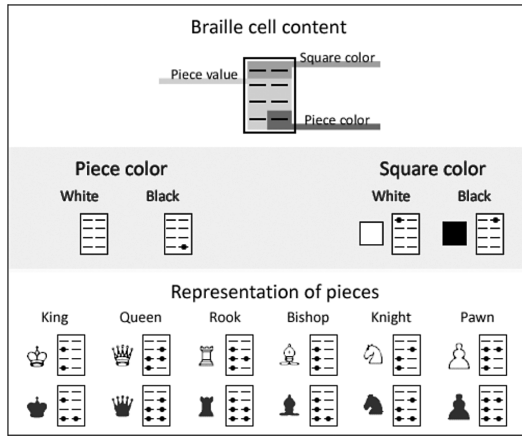 Braille cell content
Square color
Piece value
Piece color
Piece color Square color
White Black White Black
Representation of pieces
King Queen Rook Bishop Knight Pawn